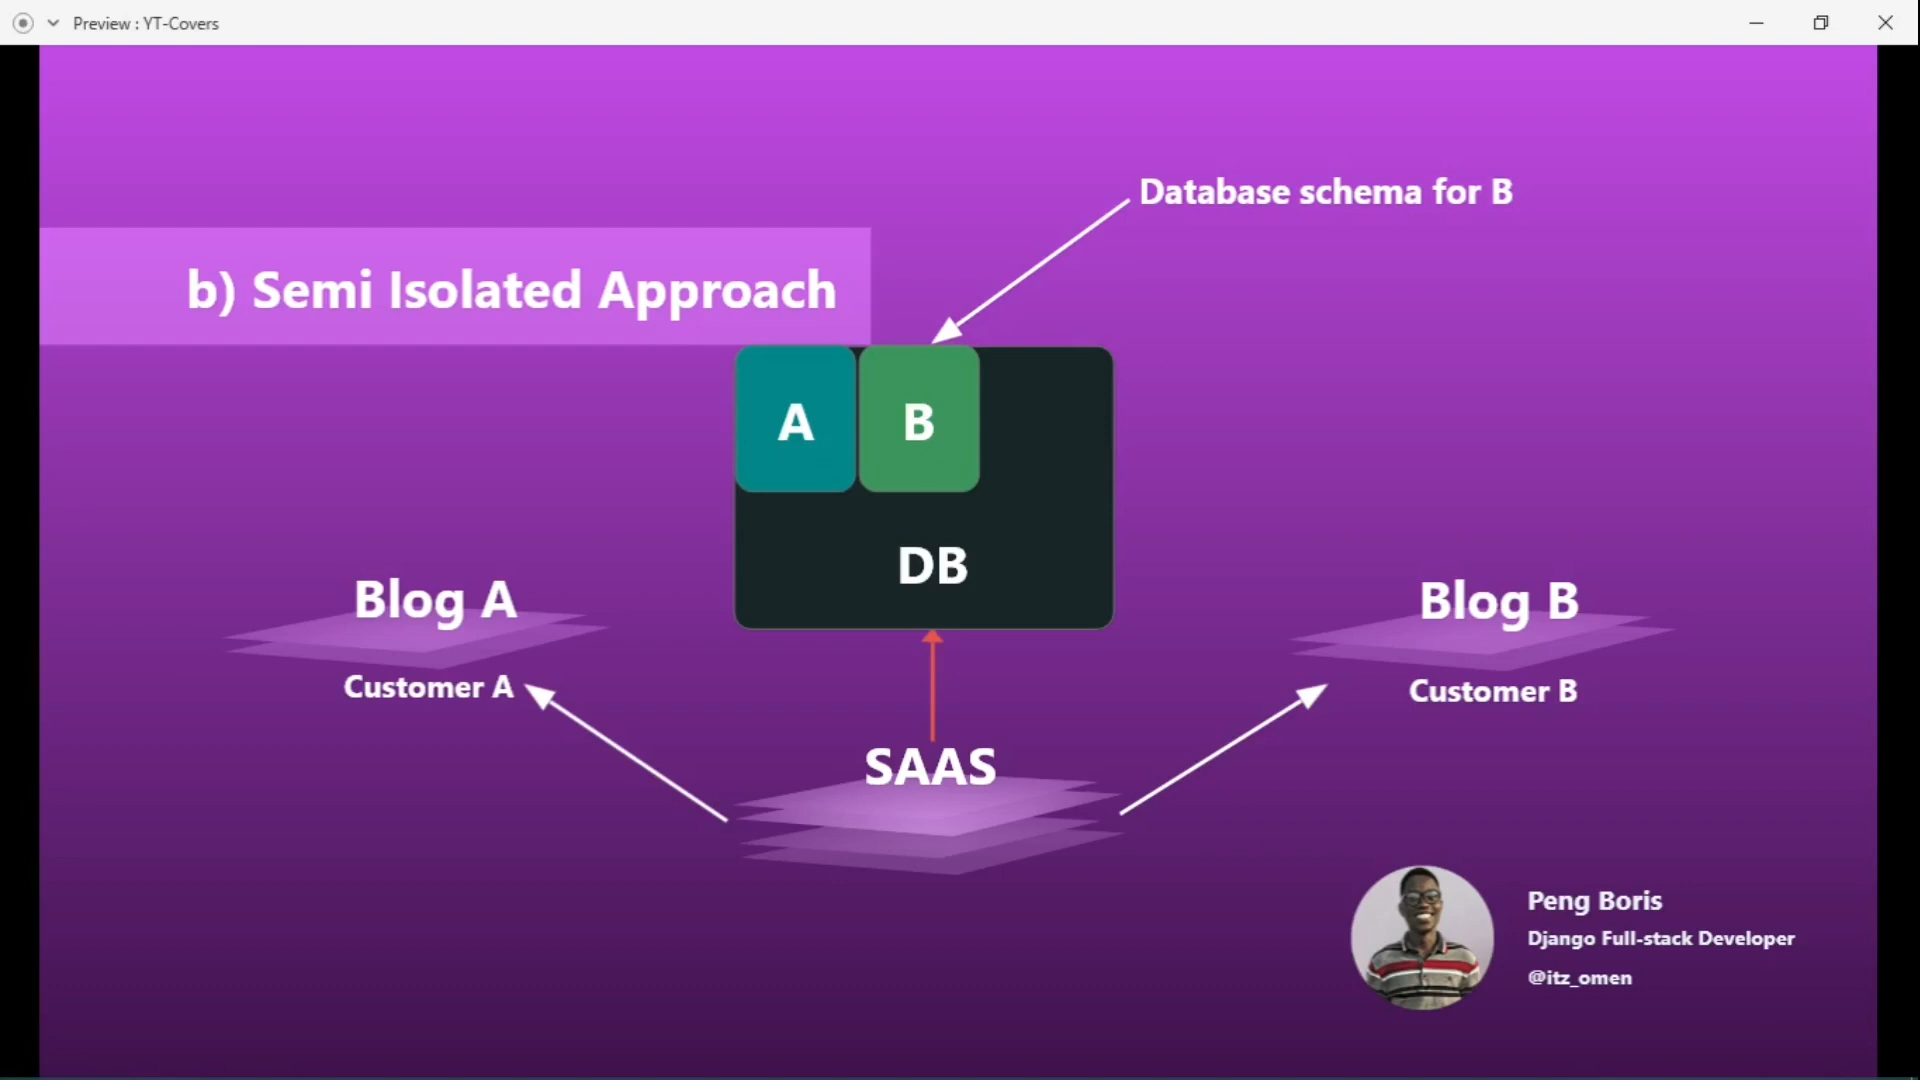 Preview : YT-Covers
Database schema for B
b) Semi Isolated Approach
A
B
DB
Blog A
Customer A
Blog B
Customer B
SAAS
Peng Boris
Django Full-stack Developer
@itz_omen